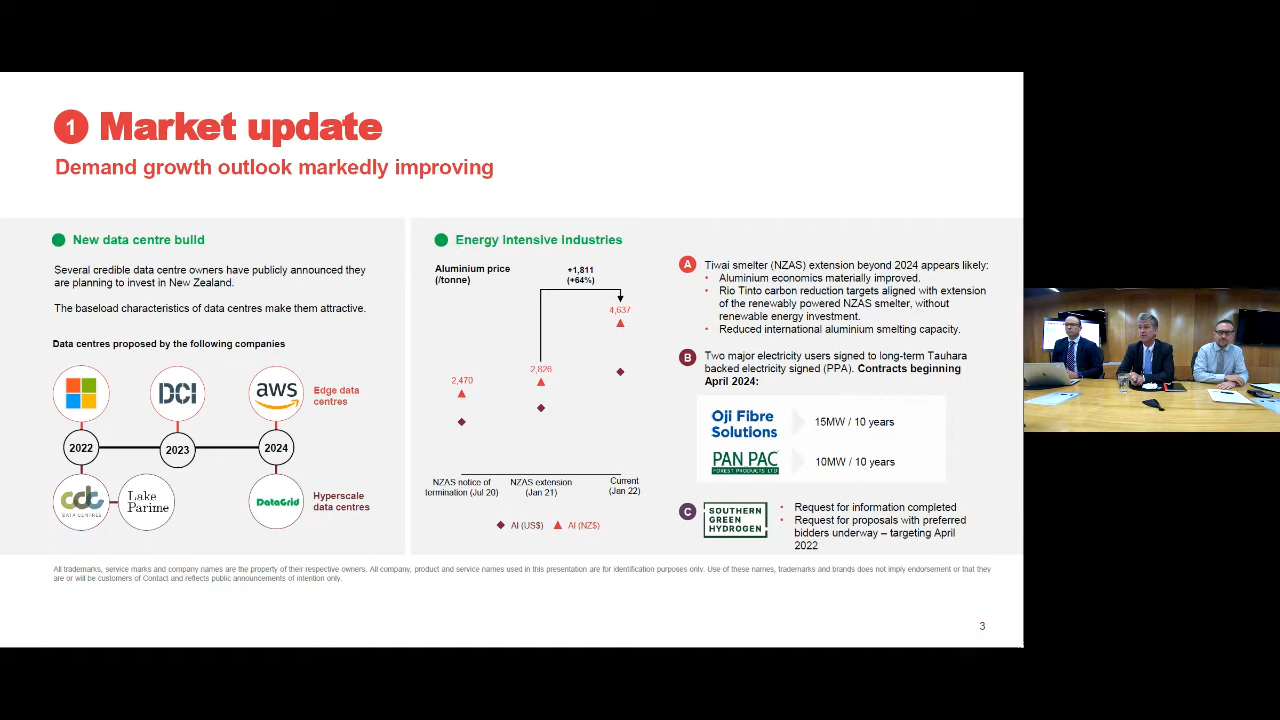 1 Market update
Demand growth outlook markedly improving
New data centre build
Several credible data centre owners have publicly announced they
are planning to invest in New Zealand.
The baseload characteristics of data centres make them attractive.
Data centres proposed by the following companies
DCI
aws
Edge data
centres
2022
2023
2024
cdc
DATA CENTRES
Lake
Parime
DataGrid
Hyperscale
data centres
Energy intensive industries
Aluminium price
(/tonne)
+1,811
(+64%)
4,637
2,826
2,470
NZAS notice of
termination (Jul 20)
NZAS extension
(Jan 21)
Current
(Jan 22)
Al (US$)
Al (NZ$)
A
Tiwai smelter (NZAS) extension beyond 2024 appears likely:
• Aluminium economics materially improved.
• Rio Tinto carbon reduction targets aligned with extension
of the renewably powered NZAS smelter, without
renewable energy investment.
• Reduced international aluminium smelting capacity.
B
Two major electricity users signed to long-term Tauhara
backed electricity signed (PPA). Contracts beginning
April 2024:
Oji Fibre
Solutions
15MW / 10 years
PAN PAC
FOREST PRODUCTS LTD
10MW / 10 years
C
SOUTHERN
GREEN
HYDROGEN
• Request for information completed
• Request for proposals with preferred
bidders underway – targeting April
2022
All trademarks, service marks and company names are the property of their respective owners. All company, product and service names used in this presentation are for identification purposes only. Use of these names, trademarks and brands does not imply endorsement or that they
are or will be customers of Contact and reflects public announcements of intention only.
3